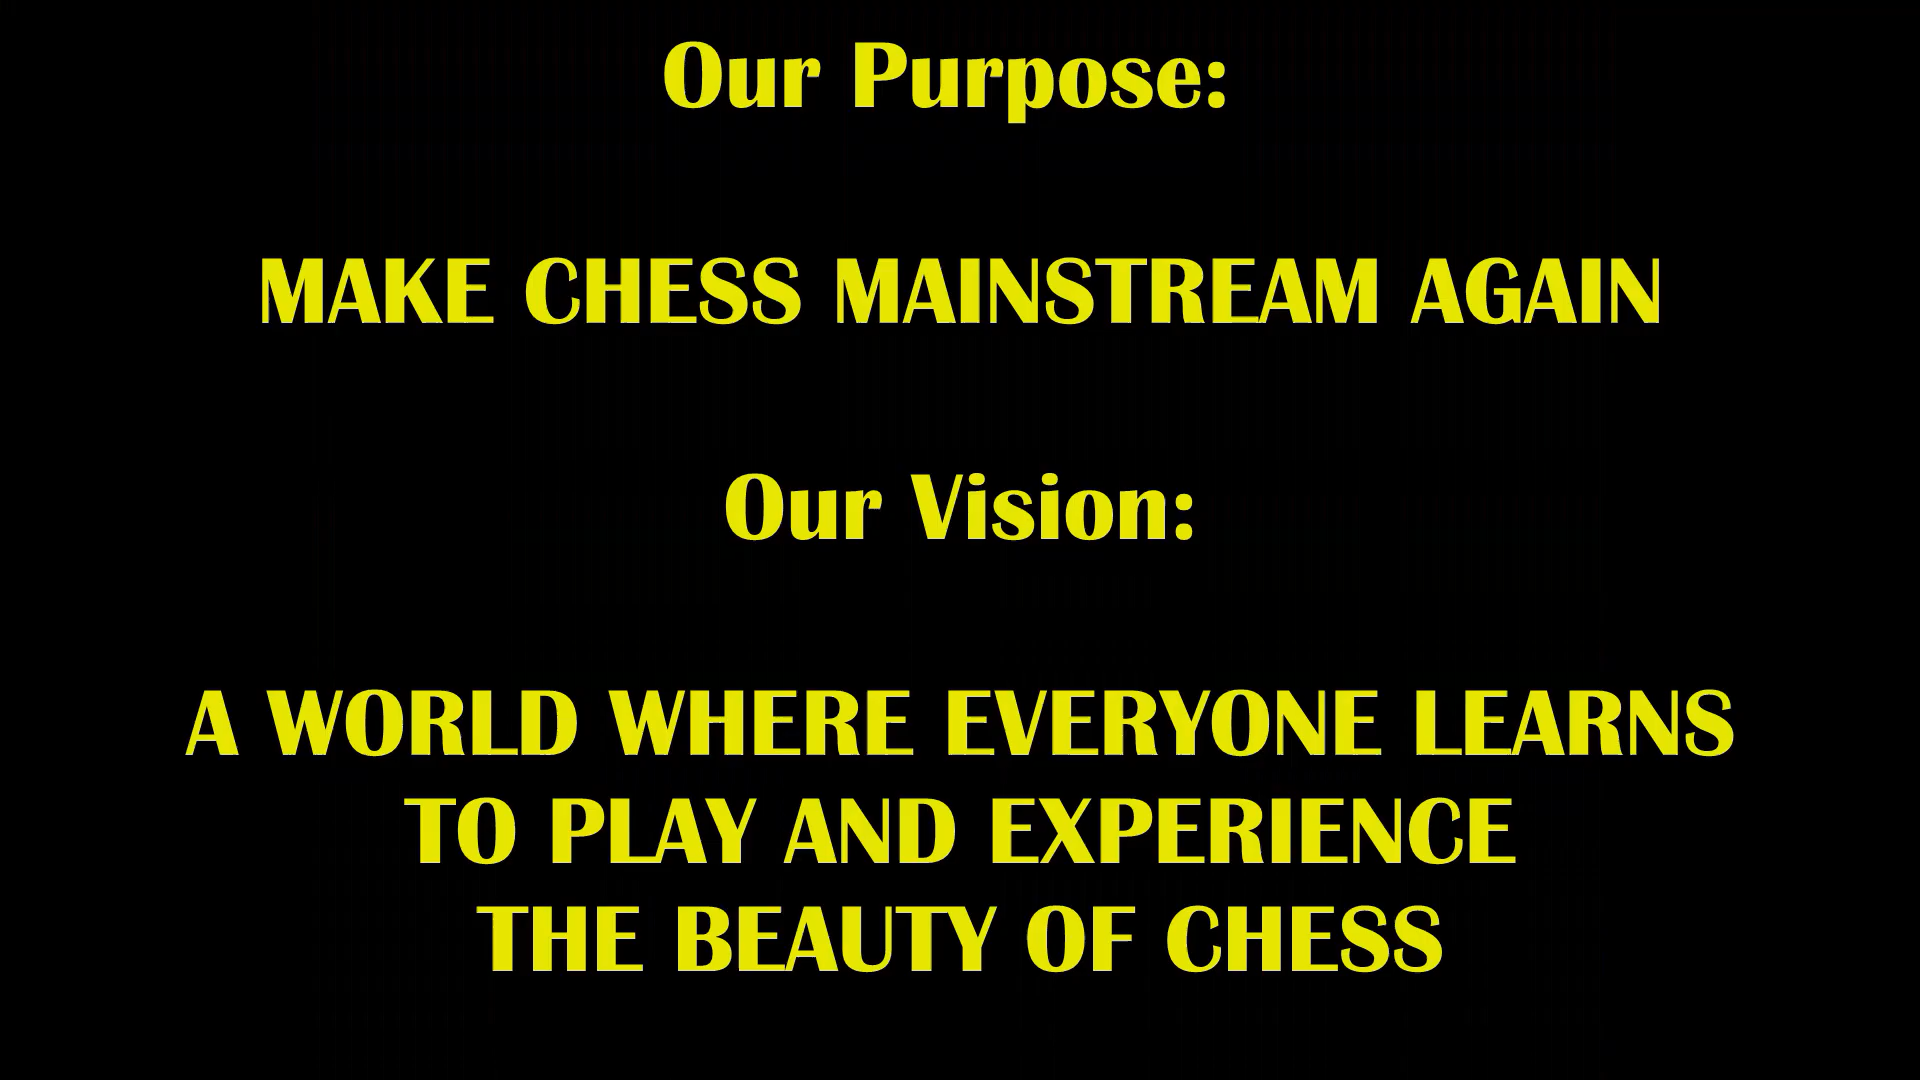 Our Purpose:
MAKE CHESS MAINSTREAM AGAIN
Our Vision:
A WORLD WHERE EVERYONE LEARNS
TO PLAY AND EXPERIENCE
THE BEAUTY OF CHESS